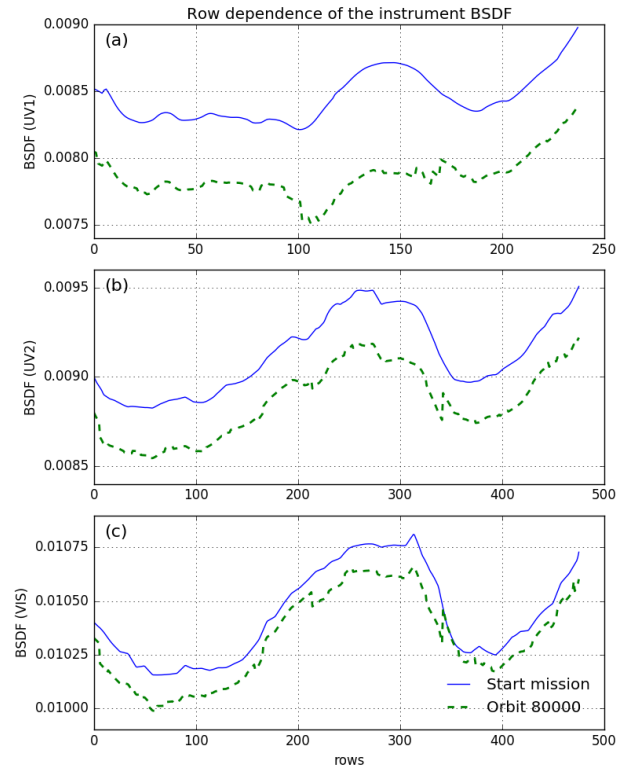 Row dependence of the instrument BSDF
(a)
BSDF (UV1)
0.0090
0.0085
0.0080
0.0075
0 50 100 150 200 250
(b)
BSDF (UV2)
0.0095
0.0090
0.0085
0 100 200 300 400 500
(c)
BSDF (VIS)
0.01075
0.01050
0.01025
0.01000
Start mission
Orbit 80000
0 100 200 300 400 500
rows